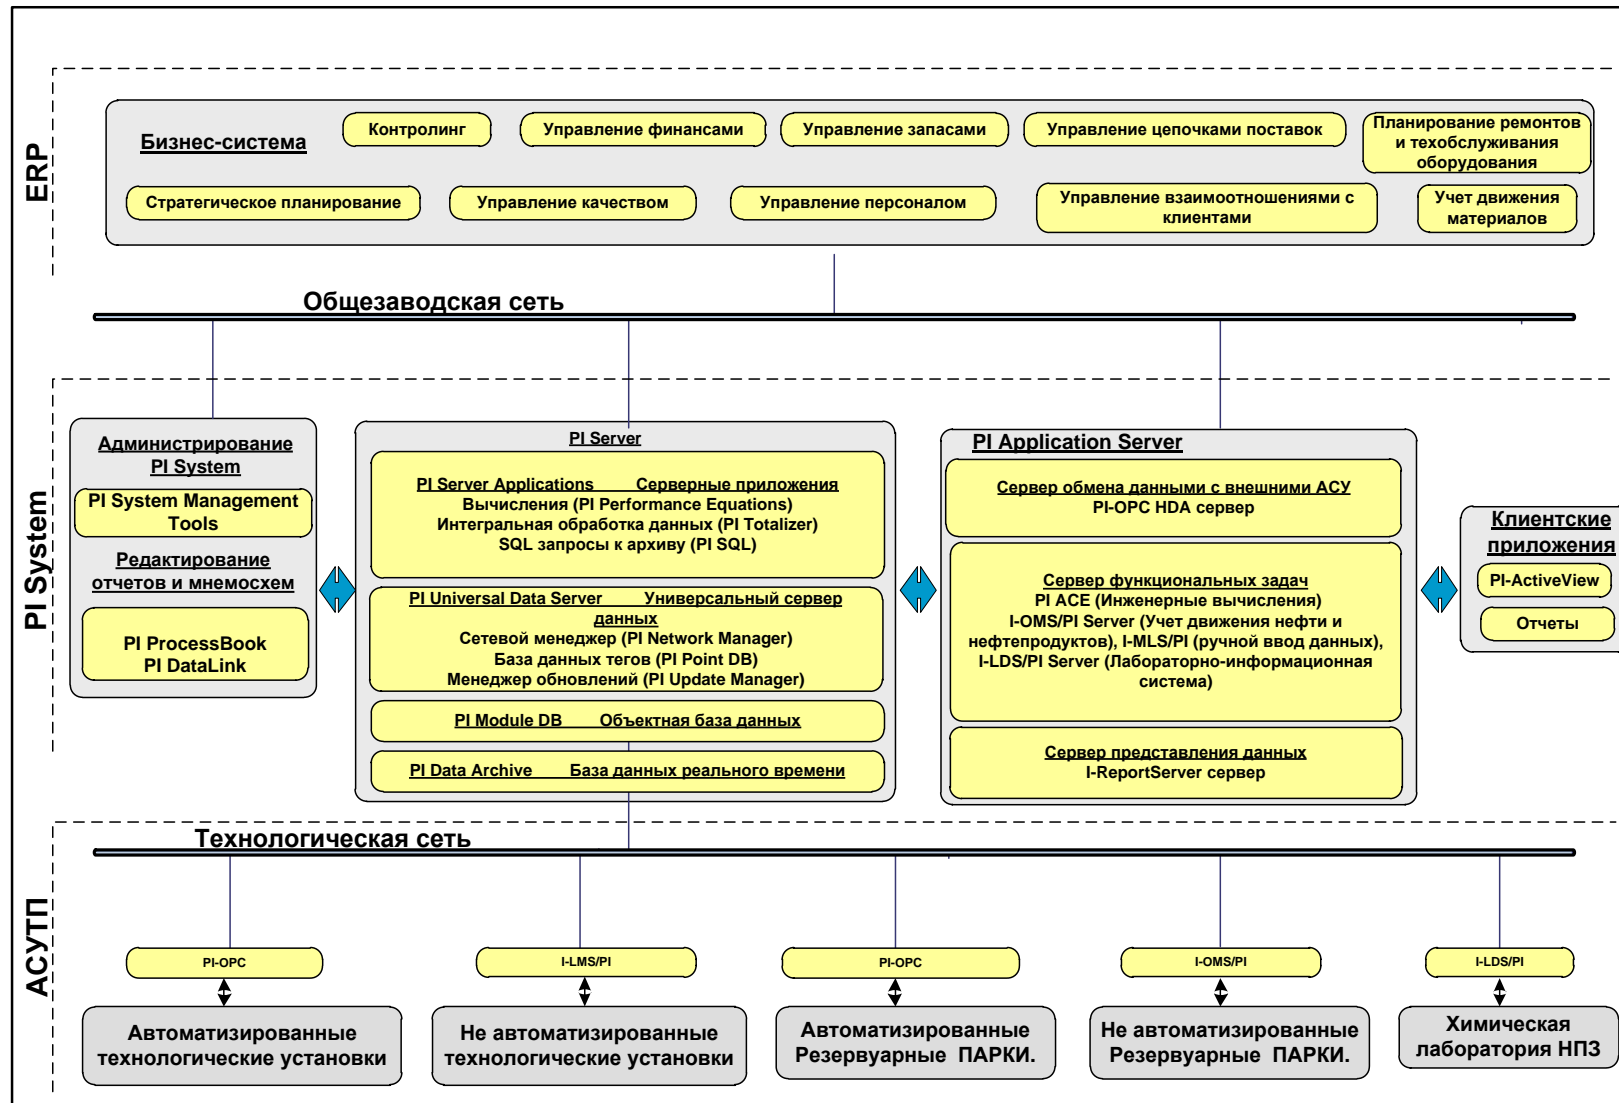 ERP
Бизнес-система
Контролинг
Управление финансами
Управление запасами
Управление цепочками поставок
Планирование ремонтов
и техобслуживания
оборудования
Стратегическое планирование
Управление качеством
Управление персоналом
Управление взаимоотношениями с
клиентами
Учет движения
материалов
Общезаводская сеть
PI System
Администрирование
PI System
PI System Management
Tools
Редактирование
отчетов и мнемосхем
PI ProcessBook
PI DataLink
PI Server
PI Server Applications Серверные приложения
Вычисления (PI Performance Equations)
Интегральная обработка данных (PI Totalizer)
SQL запросы к архиву (PI SQL)
PI Universal Data Server Универсальный сервер
данных
Сетевой менеджер (PI Network Manager)
База данных тегов (PI Point DB)
Менеджер обновлений (PI Update Manager)
PI Module DB Объектная база данных
PI Data Archive База данных реального времени
PI Application Server
Сервер обмена данными с внешними АСУ
PI-OPC HDA сервер
Сервер функциональных задач
PI ACE (Инженерные вычисления)
I-OMS/PI Server (Учет движения нефти и
нефтепродуктов), I-MLS/PI (ручной ввод данных),
I-LDS/PI Server (Лабораторно-информационная
система)
Сервер представления данных
I-ReportServer сервер
Клиентские
приложения
PI-ActiveView
Отчеты
АСУТП
Технологическая сеть
PI-OPC
I-LMS/PI
PI-OPC
I-OMS/PI
I-LDS/PI
Автоматизированные
технологические установки
Не автоматизированные
технологические установки
Автоматизированные
Резервуарные ПАРКИ.
Не автоматизированные
Резервуарные ПАРКИ.
Химическая
лаборатория НПЗ